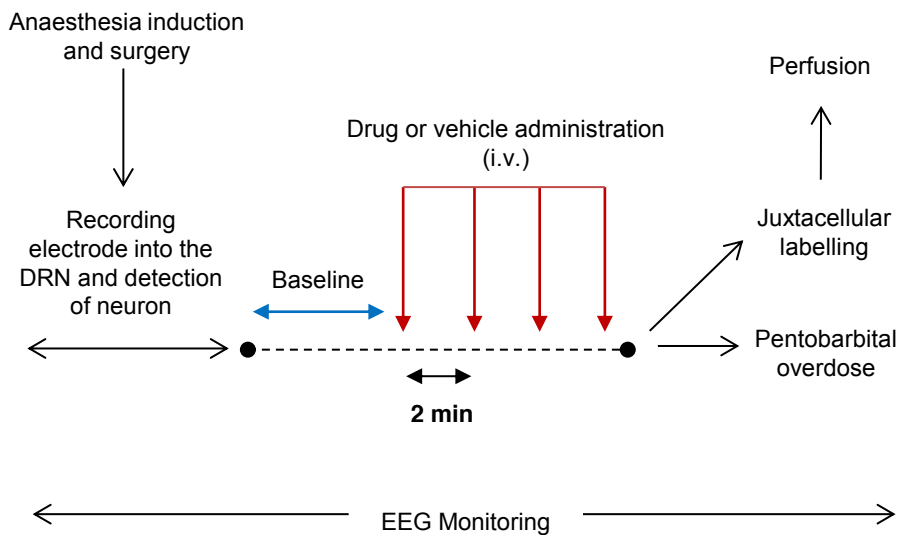 Anaesthesia induction
and surgery
Perfusion
Drug or vehicle administration
(i.v.)
Recording
electrode into the
DRN and detection
of neuron
Baseline
Juxtacellular
labelling
Pentobarbital
overdose
2 min
EEG Monitoring